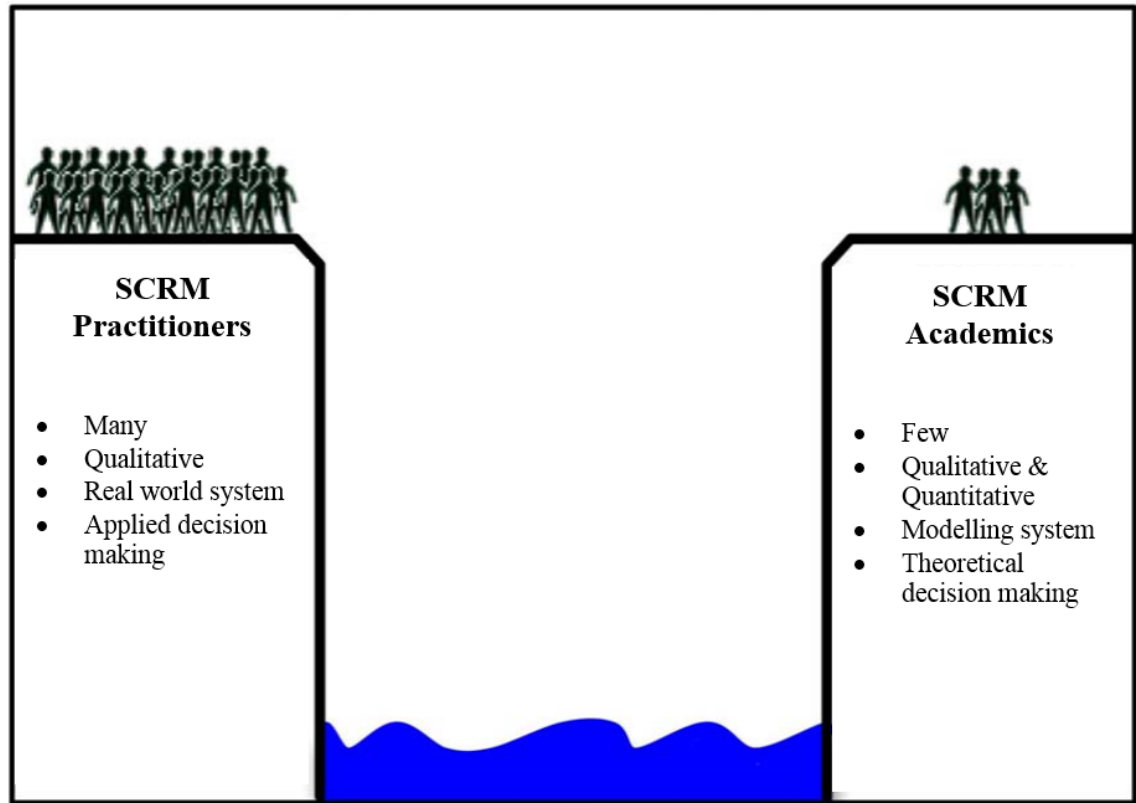 SCRM
Practitioners
• Many
• Qualitative
• Real world system
• Applied decision
making
SCRM
Academics
• Few
• Qualitative &
Quantitative
• Modelling system
• Theoretical
decision making